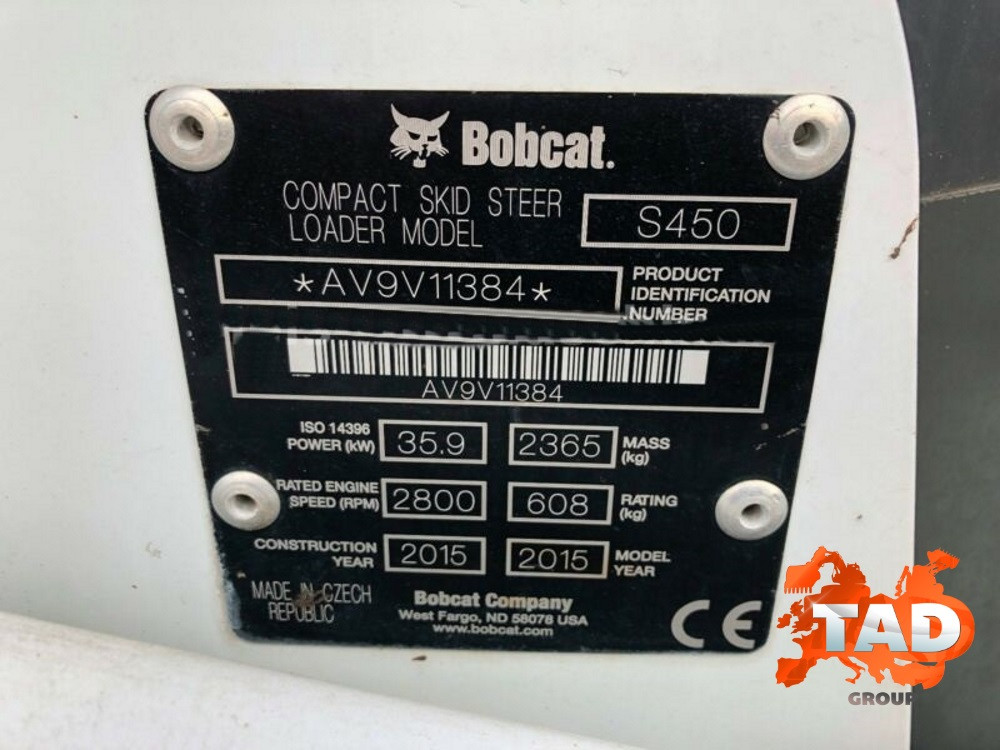 Bobcat.
COMPACT SKID STEER
LOADER MODEL
S450
*AV9V11384*
PRODUCT
IDENTIFICATION
NUMBER
AV9V11384
ISO 14396
POWER (kW)
35.9
2365
MASS
(kg)
RATED ENGINE
SPEED (RPM)
2800
608
RATING
(kg)
CONSTRUCTION
YEAR
2015
2015
MODEL
YEAR
MADE IN CZECH
REPUBLIC
Bobcat Company
West Fargo, ND 58078 USA
www.bobcat.com
CE
TAD
GROUP